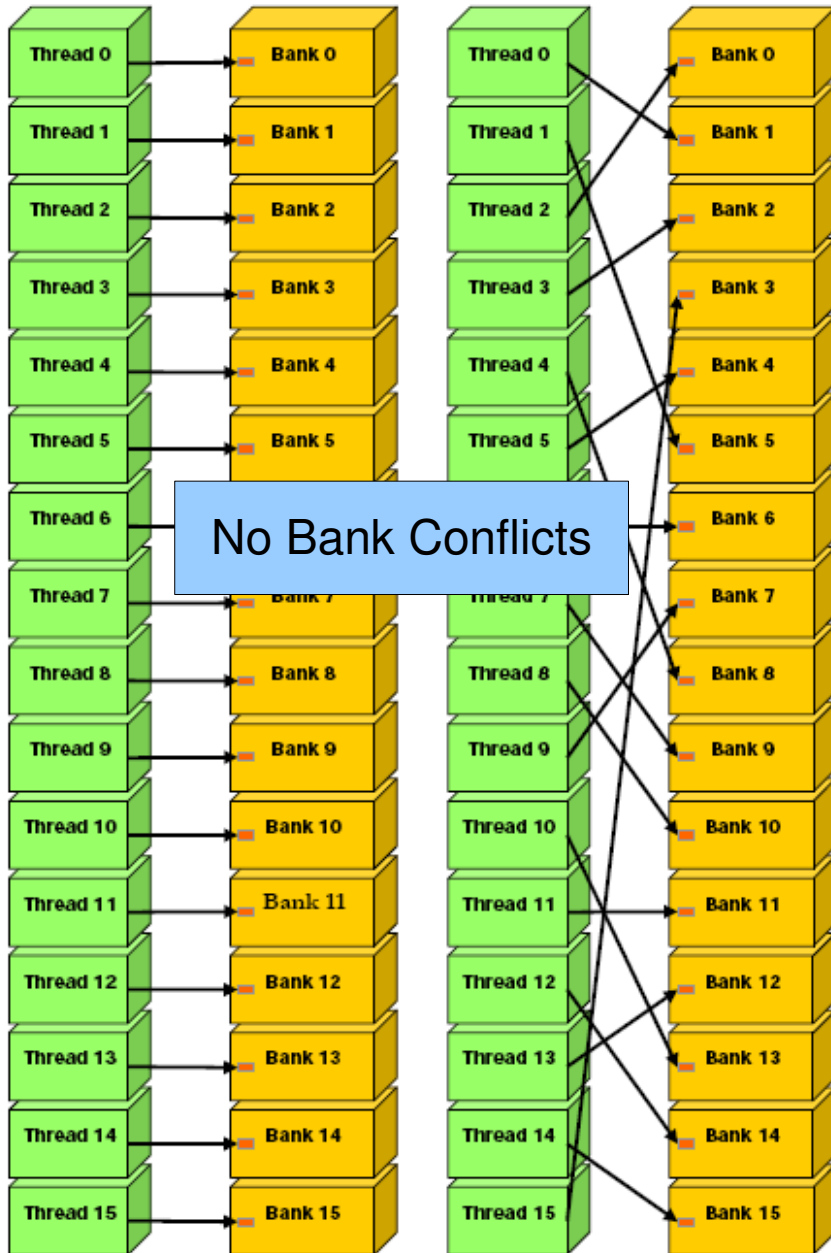 Thread 0 Bank 0 Thread 0 Bank 0
Thread 1 Bank 1 Thread 1 Bank 1
Thread 2 Bank 2 Thread 2 Bank 2
Thread 3 Bank 3 Thread 3 Bank 3
Thread 4 Bank 4 Thread 4 Bank 4
Thread 5 Bank 5 Thread 5 Bank 5
Thread 6 Bank 6
No Bank Conflicts
Thread 7 Bank 7 Thread 7 Bank 7
Thread 8 Bank 8 Thread 8 Bank 8
Thread 9 Bank 9 Thread 9 Bank 9
Thread 10 Bank 10 Thread 10 Bank 10
Thread 11 Bank 11 Thread 11 Bank 11
Thread 12 Bank 12 Thread 12 Bank 12
Thread 13 Bank 13 Thread 13 Bank 13
Thread 14 Bank 14 Thread 14 Bank 14
Thread 15 Bank 15 Thread 15 Bank 15